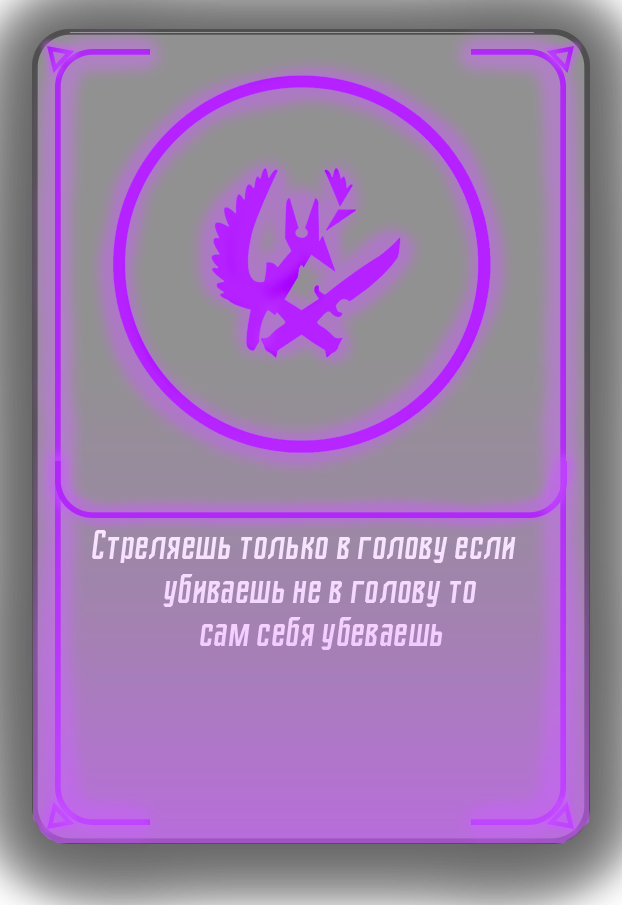 Стреляешь только в голову если
убиваешь не в голову то
сам себя убеваешь